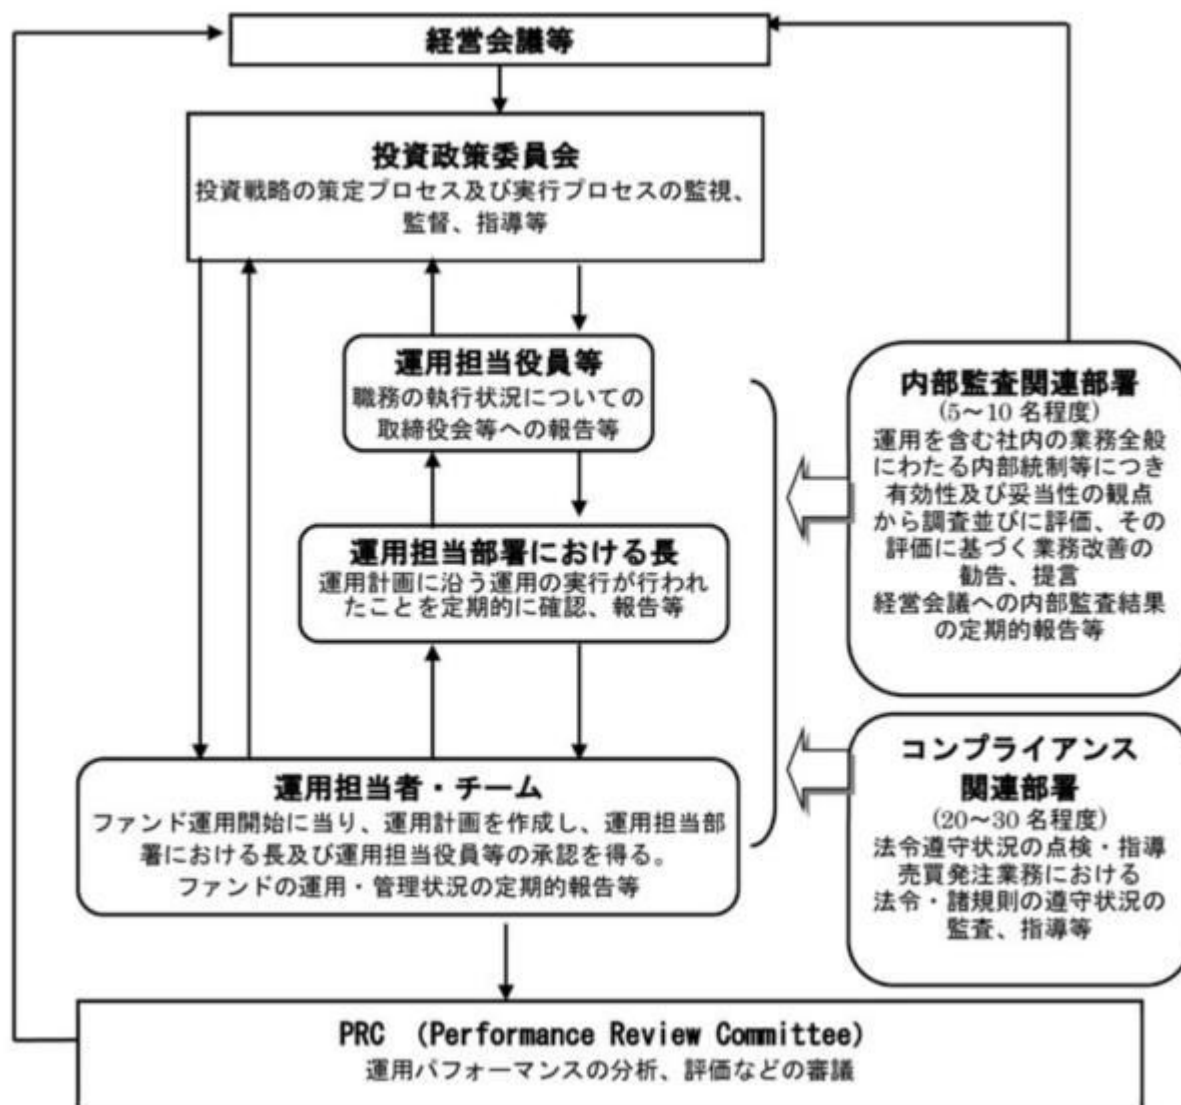 経営会議等
投資政策委員会
投資戦略の策定プロセス及び実行プロセスの監視、
監督、指導等
運用担当役員等
職務の執行状況についての
取締役会等への報告等
運用担当部署における長
運用計画に沿う運用の実行が行われ
たことを定期的に確認、報告等
運用担当者・チーム
ファンド運用開始に当り、運用計画を作成し、運用担当部
署における長及び運用担当役員等の承認を得る。
ファンドの運用・管理状況の定期的報告等
内部監査関連部署
(5～10 名程度)
運用を含む社内の業務全般
にわたる内部統制等につき
有効性及び妥当性の観点
から調査並びに評価、その
評価に基づく業務改善の
勧告、提言
経営会議への内部監査結果
の定期的報告等
コンプライアンス
関連部署
(20～30 名程度)
法令遵守状況の点検・指導
売買発注業務における
法令・諸規則の遵守状況の
監査、指導等
PRC （Performance Review Committee)
運用パフォーマンスの分析、評価などの審議